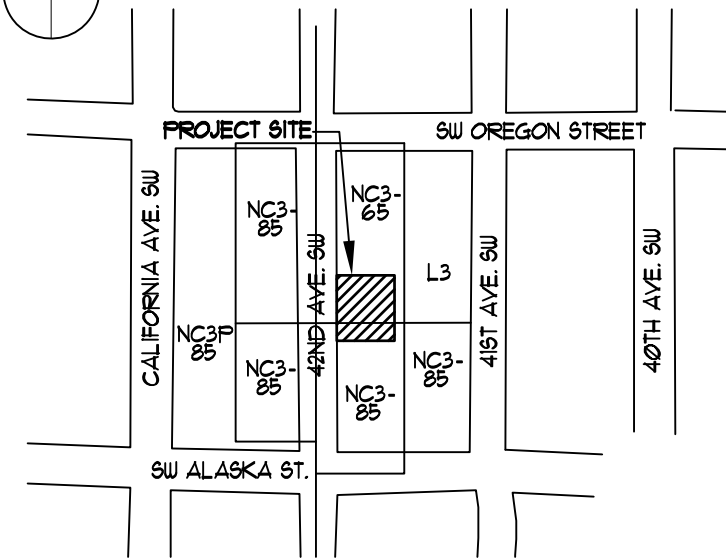 PROJECT SITE
SW OREGON STREET
CALIFORNIA AVE. SW
NC3-
85
NC3-
65
42ND AVE. SW
L3
41ST AVE. SW
40TH AVE. SW
NC3P
85
NC3-
85
NC3-
85
NC3-
85
SW ALASKA ST.